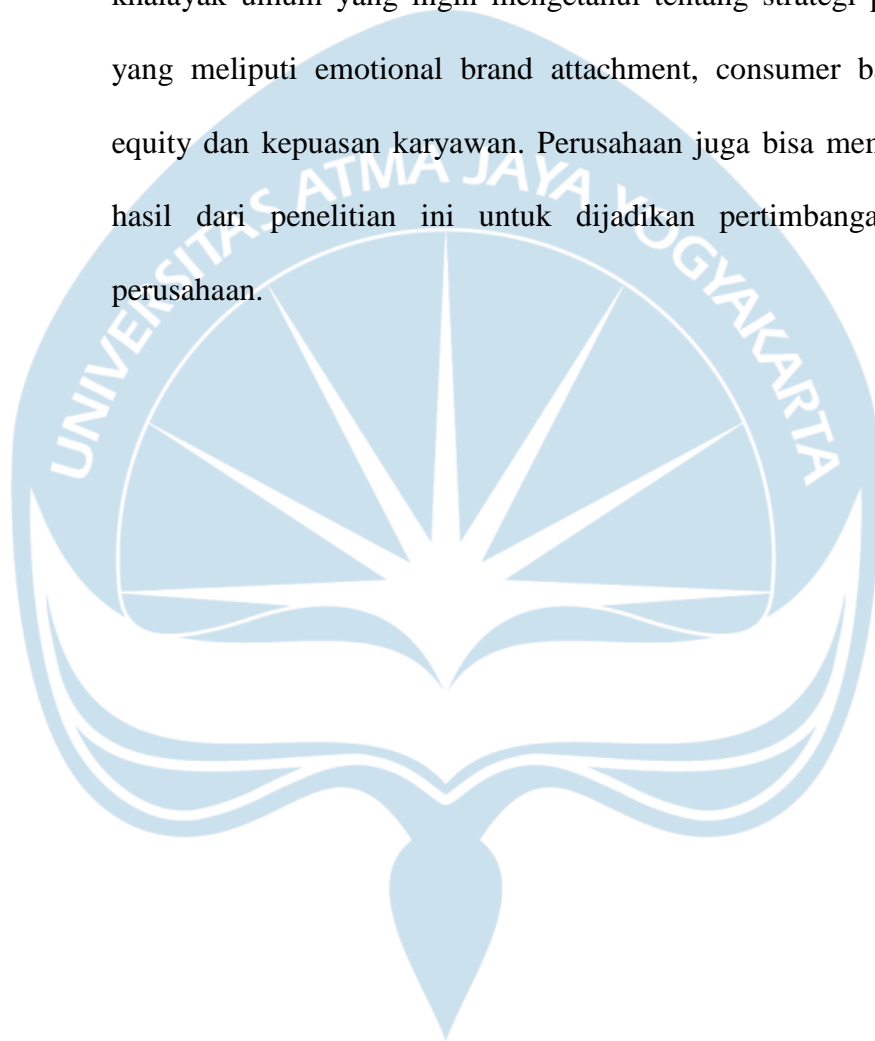 khalayak umum yang ingin mengetahui tentang strategi
yang meliputi emotional brand attachment, consumer
equity dan kepuasan karyawan. Perusahaan juga bisa
hasil dari penelitian ini untuk dijadikan
perusahaan.
UNIVERSITAS ATMA JAYA YOGYAKARTA